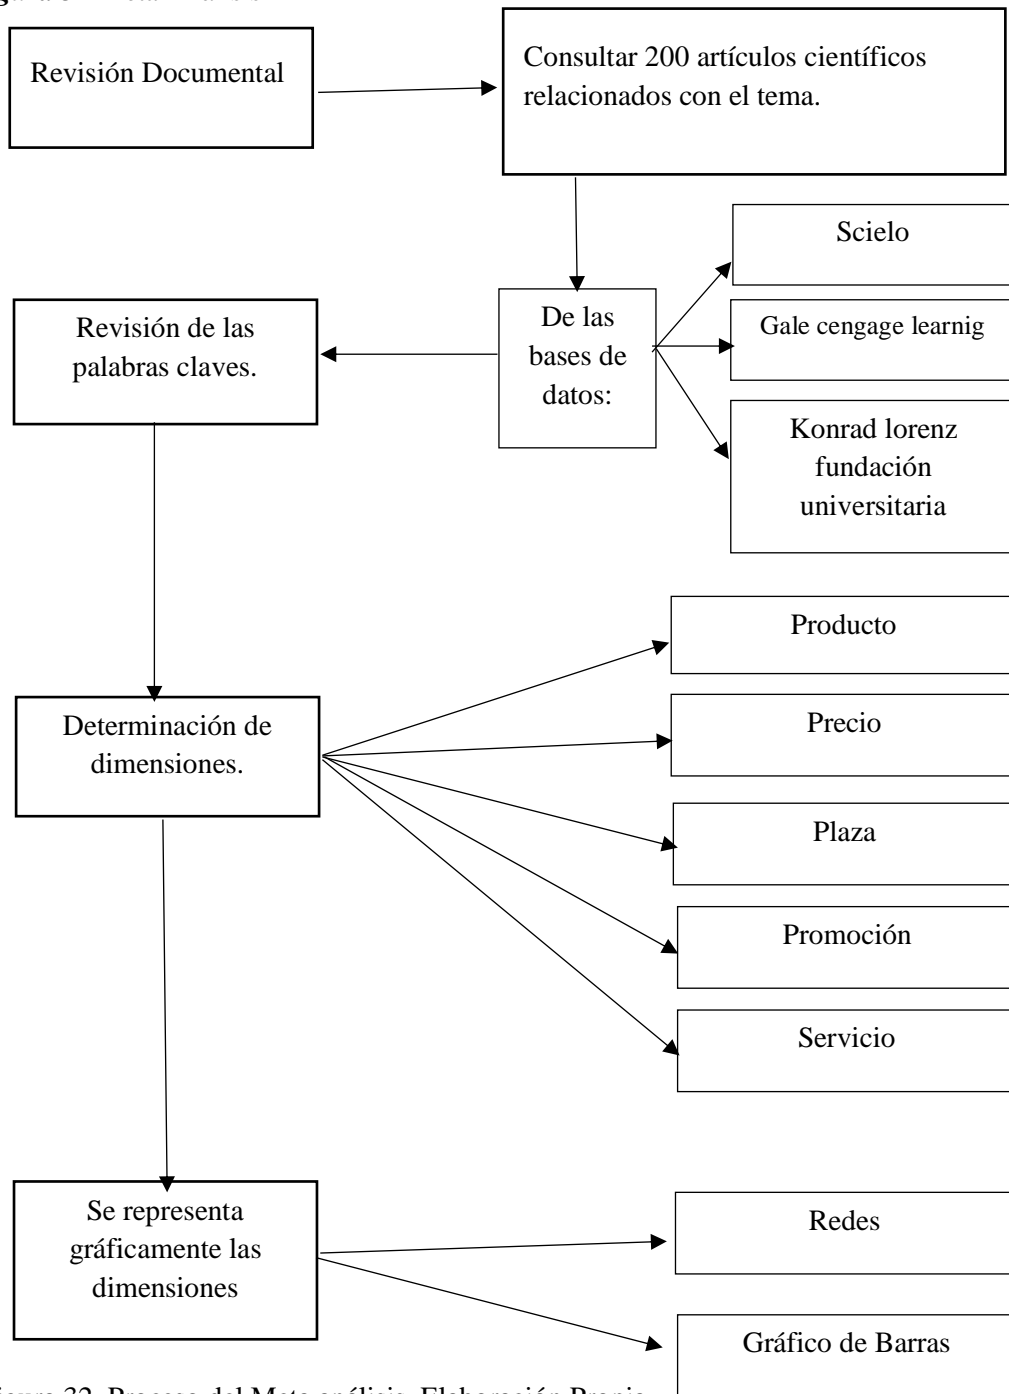 Revisión Documental
Consultar 200 artículos científicos
relacionados con el tema.
Scielo
De las
bases de
datos:
Gale cengage learnig
Revisión de las
palabras claves.
Konrad lorenz
fundación
universitaria
Producto
Determinación de
dimensiones.
Precio
Plaza
Promoción
Servicio
Se representa
gráficamente las
dimensiones
Redes
Gráfico de Barras
32. Proceso del Meta análisis. Elaboración Propia